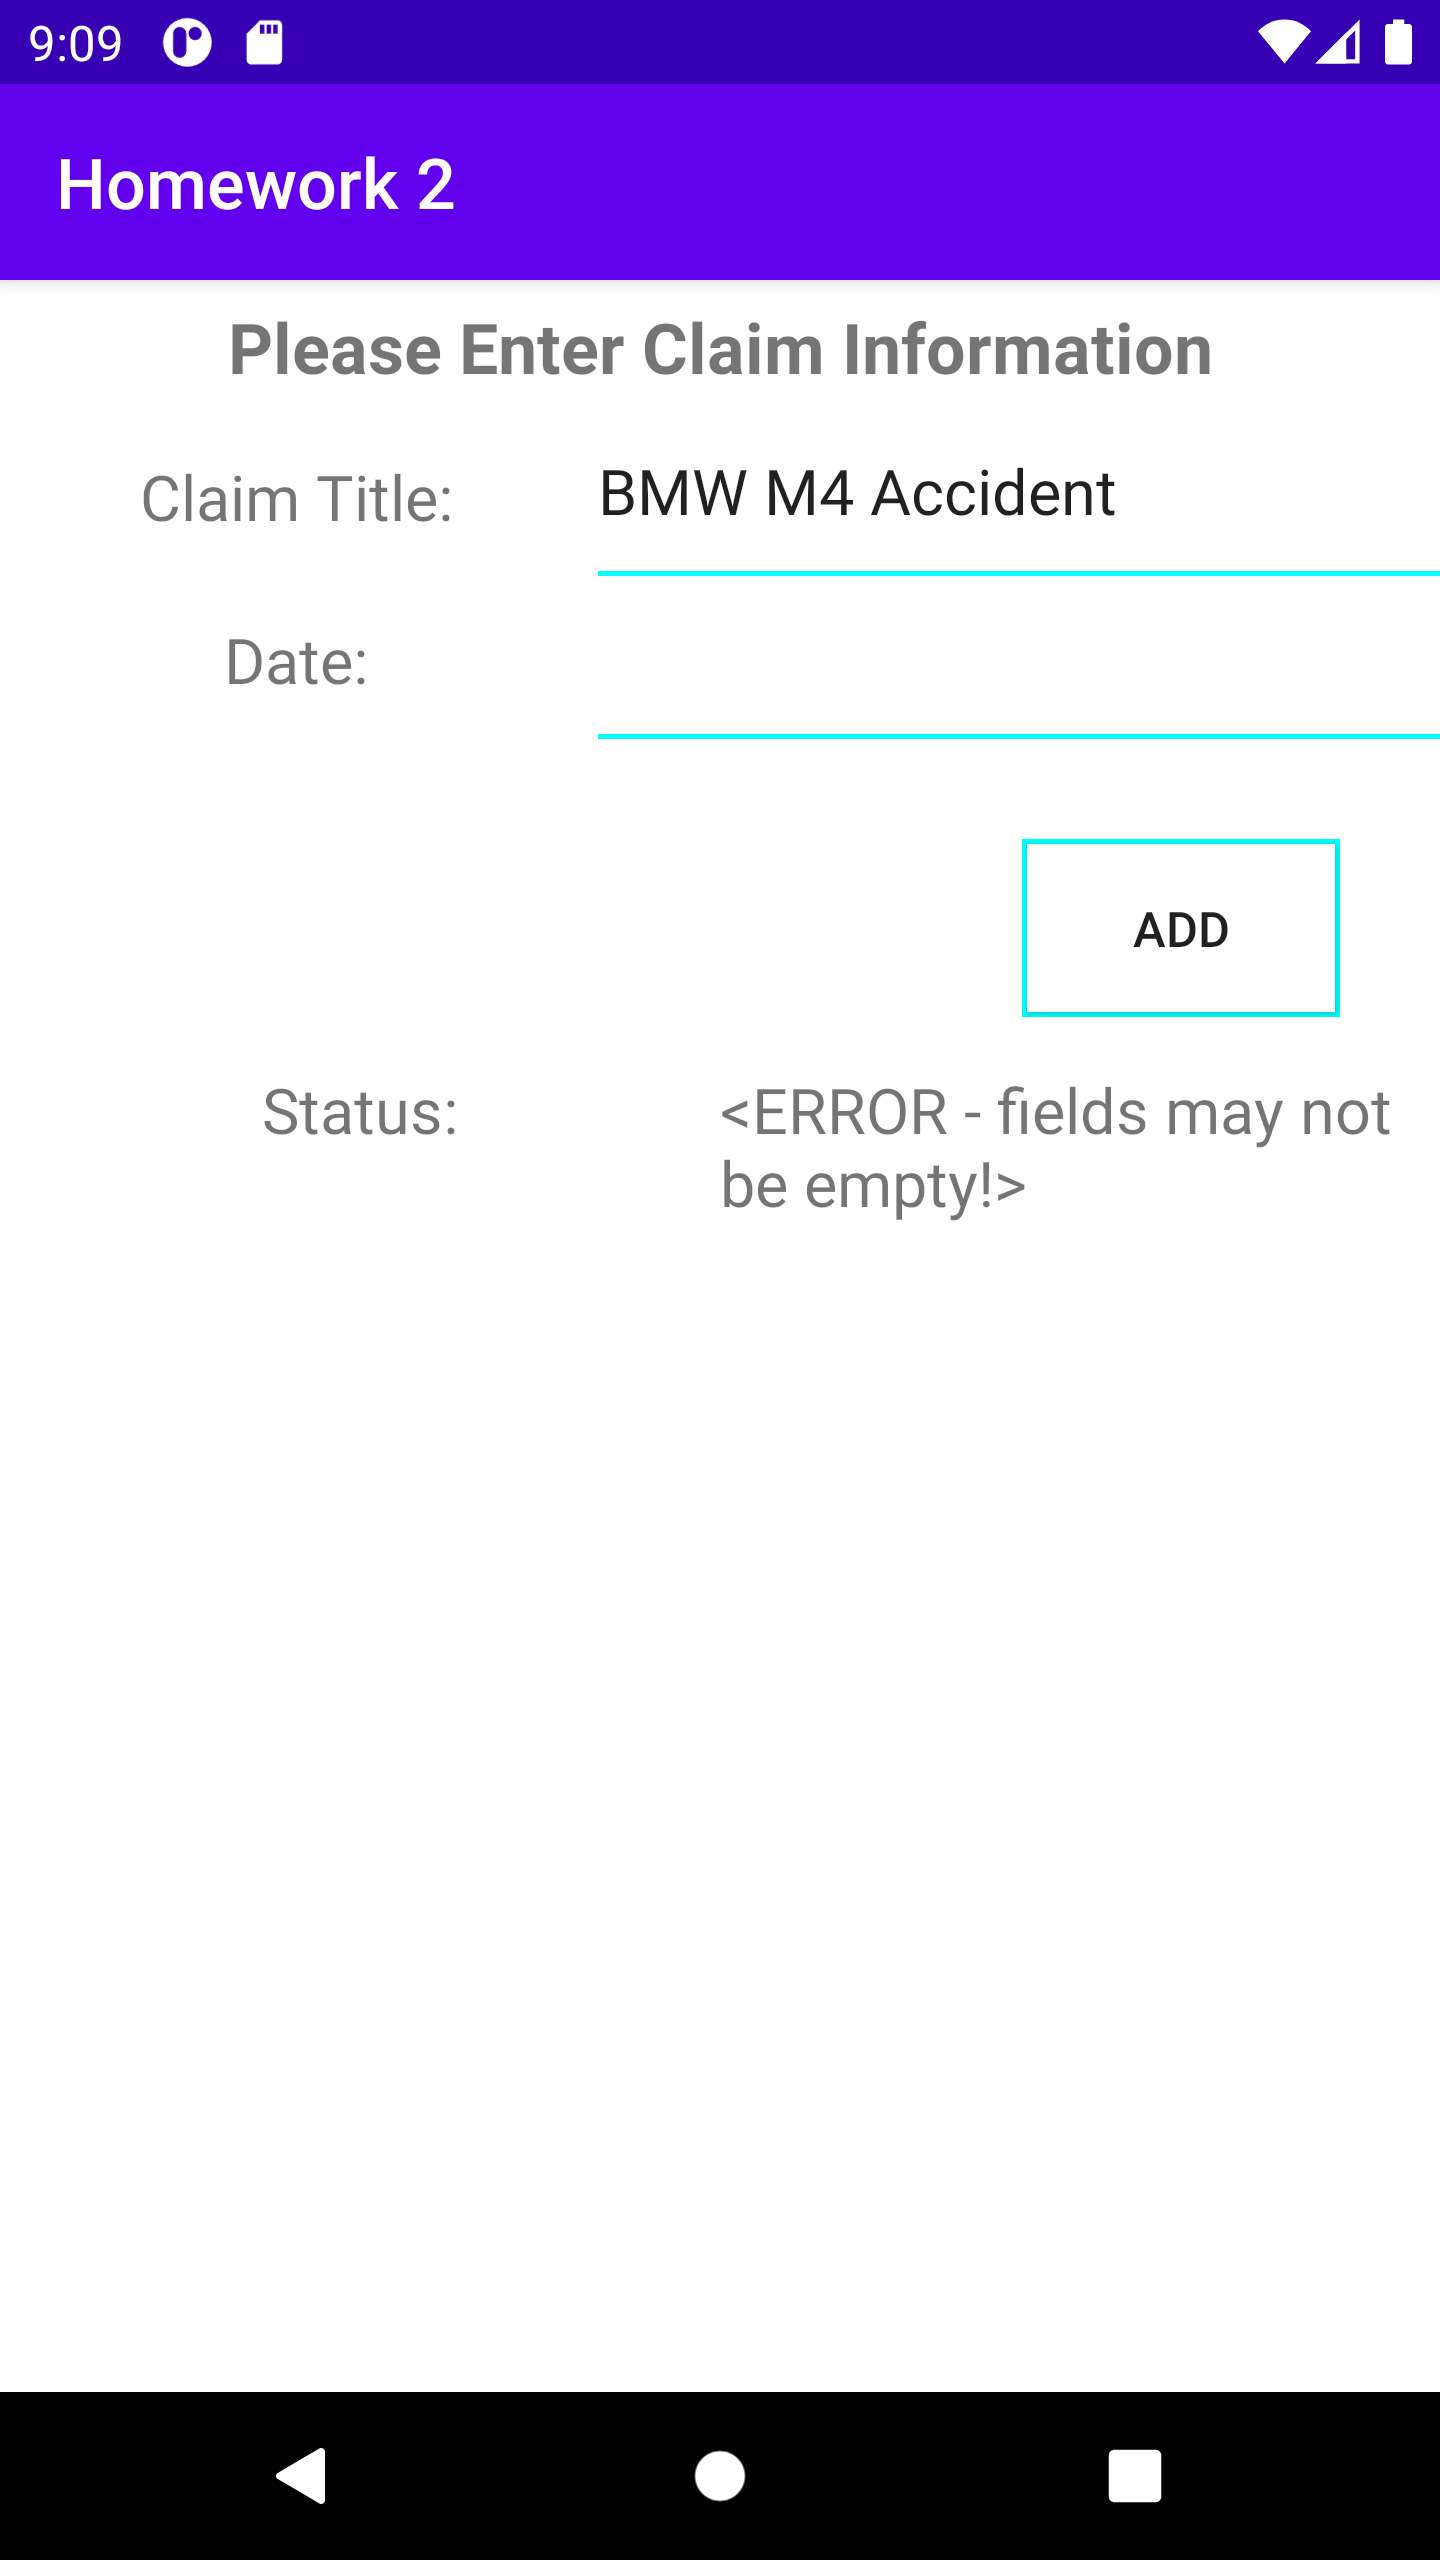 9:09
Homework 2
Please Enter Claim Information
Claim Title: BMW M4 Accident
Date:
ADD
Status: <ERROR - fields may not
be empty!>